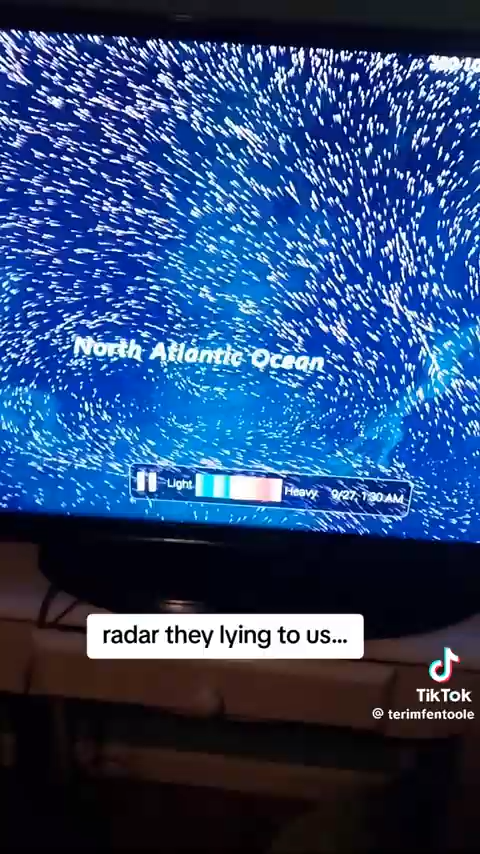 North Atlantic Ocean
Light
Heavy
9/27, 1:30 AM
radar they lying to us...
TikTok
@ terimfentoole